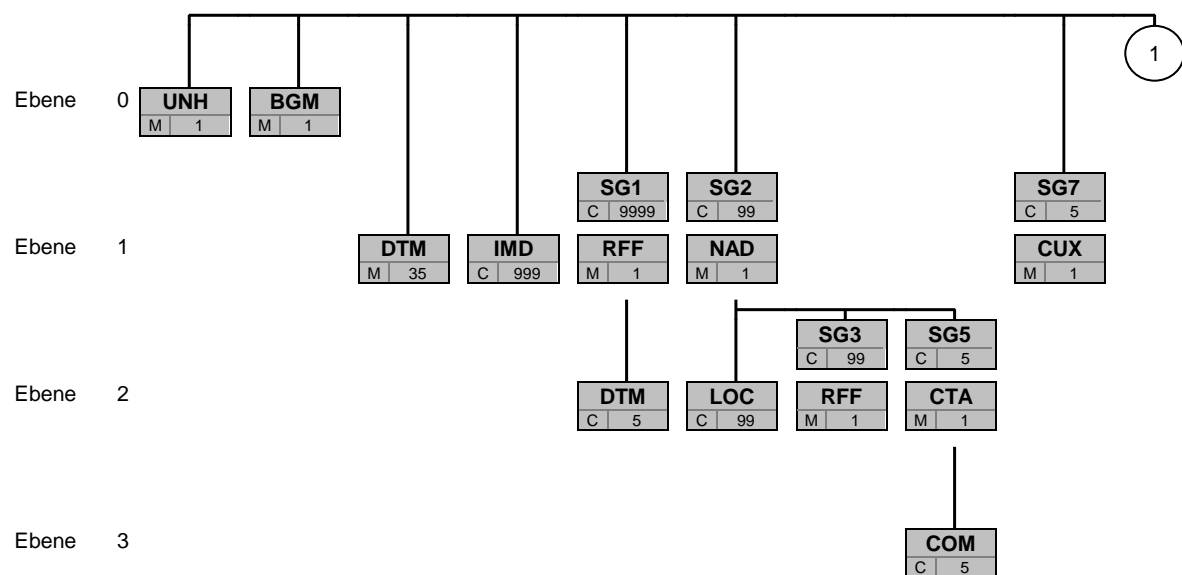 1
Ebene 0 UNH BGM
M 1 M 1
SG1 SG2 SG7
C 9999 C 99 C 5
Ebene 1 DTM IMD RFF NAD CUX
M 35 C 999 M 1 M 1 M 1
SG3 SG5
C 99 C 5
Ebene 2 DTM LOC RFF CTA
C 5 C 99 M 1 M 1
Ebene 3 COM
C 5